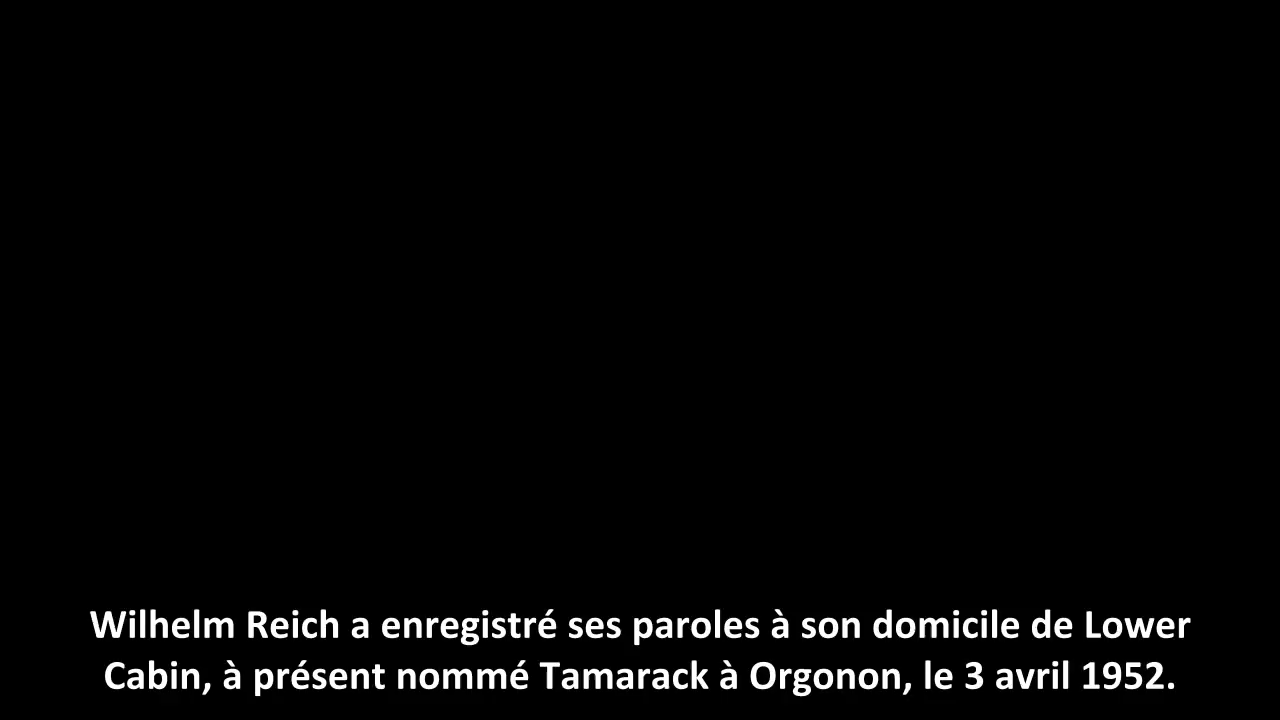 Wilhelm Reich a enregistré ses paroles à son domicile de Lower
Cabin, à présent nommé Tamarack à Orgonon, le 3 avril 1952.